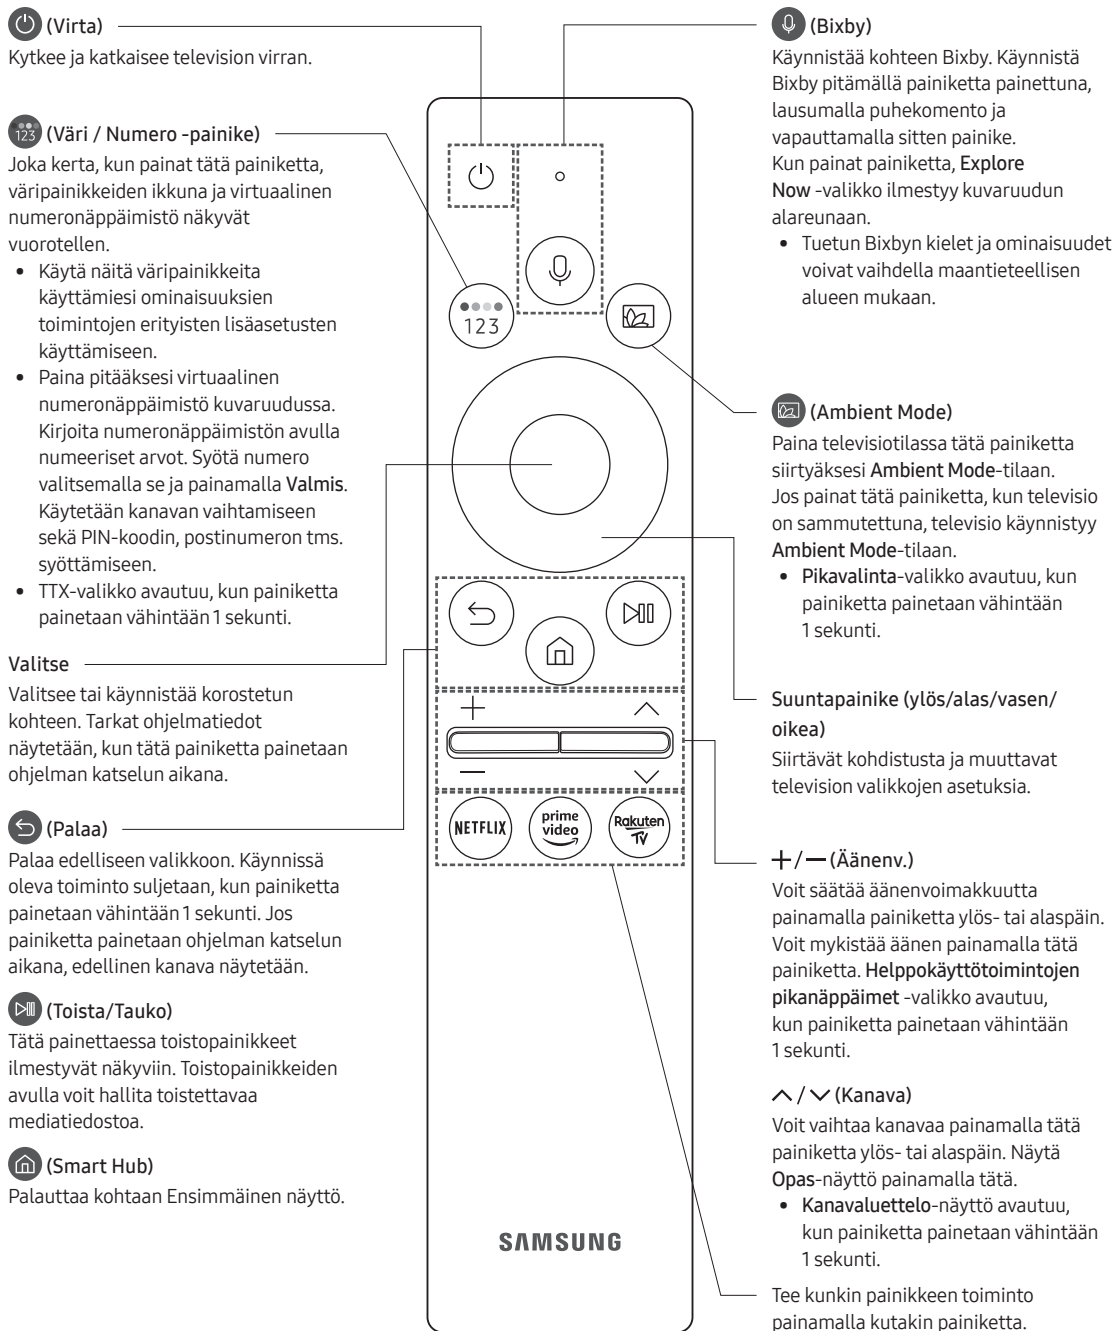 (Virta)
Kytkee ja katkaisee television virran.
123 (Väri / Numero -painike)
Joka kerta, kun painat tätä painiketta,
väripainikkeiden ikkuna ja virtuaalinen
numeronäppäimistö näkyvät
vuorotellen.
• Käytä näitä väripainikkeita
käyttämiesi ominaisuuksien
toimintojen erityisten lisäasetusten
käyttämiseen.
• Paina pitääksesi virtuaalinen
numeronäppäimistö kuvaruudussa.
Kirjoita numeronäppäimistön avulla
numeeriset arvot. Syötä numero
valitsemalla se ja painamalla Valmis.
Käytetään kanavan vaihtamiseen
sekä PIN-koodin, postinumeron tms.
syöttämiseen.
• TTX-valikko avautuu, kun painiketta
painetaan vähintään 1 sekunti.
Valitse
Valitsee tai käynnistää korostetun
kohteen. Tarkat ohjelmatiedot
näytetään, kun tätä painiketta painetaan
ohjelman katselun aikana.
(Palaa)
Palaa edelliseen valikkoon. Käynnissä
oleva toiminto suljetaan, kun painiketta
painetaan vähintään 1 sekunti. Jos
painiketta painetaan ohjelman katselun
aikana, edellinen kanava näytetään.
(Toista/Tauko)
Tätä painettaessa toistopainikkeet
ilmestyvät näkyviin. Toistopainikkeiden
avulla voit hallita toistettavaa
mediatiedostoa.
(Smart Hub)
Palauttaa kohtaan Ensimmäinen näyttö.
123
NETFLIX
prime
video
Rakuten
TV
SAMSUNG
(Bixby)
Käynnistää kohteen Bixby. Käynnistä
Bixby pitämällä painiketta painettuna,
lausumalla puhekomento ja
vapauttamalla sitten painike.
Kun painat painiketta, Explore
Now -valikko ilmestyy kuvaruudun
alareunaan.
• Tuetun Bixbyn kielet ja ominaisuudet
voivat vaihdella maantieteellisen
alueen mukaan.
(Ambient Mode)
Paina televisiotilassa tätä painiketta
siirtyäksesi Ambient Mode-tilaan.
Jos painat tätä painiketta, kun televisio
on sammutettuna, televisio käynnistyy
Ambient Mode-tilaan.
• Pikavalinta-valikko avautuu, kun
painiketta painetaan vähintään
1 sekunti.
Suuntapainike (ylös/alas/vasen/
oikea)
Siirtävät kohdistusta ja muuttavat
television valikkojen asetuksia.
+/— (Äänenv.)
Voit säätää äänenvoimakkuutta
painamalla painiketta ylös- tai alaspäin.
Voit mykistää äänen painamalla tätä
painiketta. Helppokäyttötoimintojen
pikanäppäimet -valikko avautuu,
kun painiketta painetaan vähintään
1 sekunti.
/ (Kanava)
Voit vaihtaa kanavaa painamalla tätä
painiketta ylös- tai alaspäin. Näytä
Opas-näyttö painamalla tätä.
• Kanavaluettelo-näyttö avautuu,
kun painiketta painetaan vähintään
1 sekunti.
Tee kunkin painikkeen toiminto
painamalla kutakin painiketta.